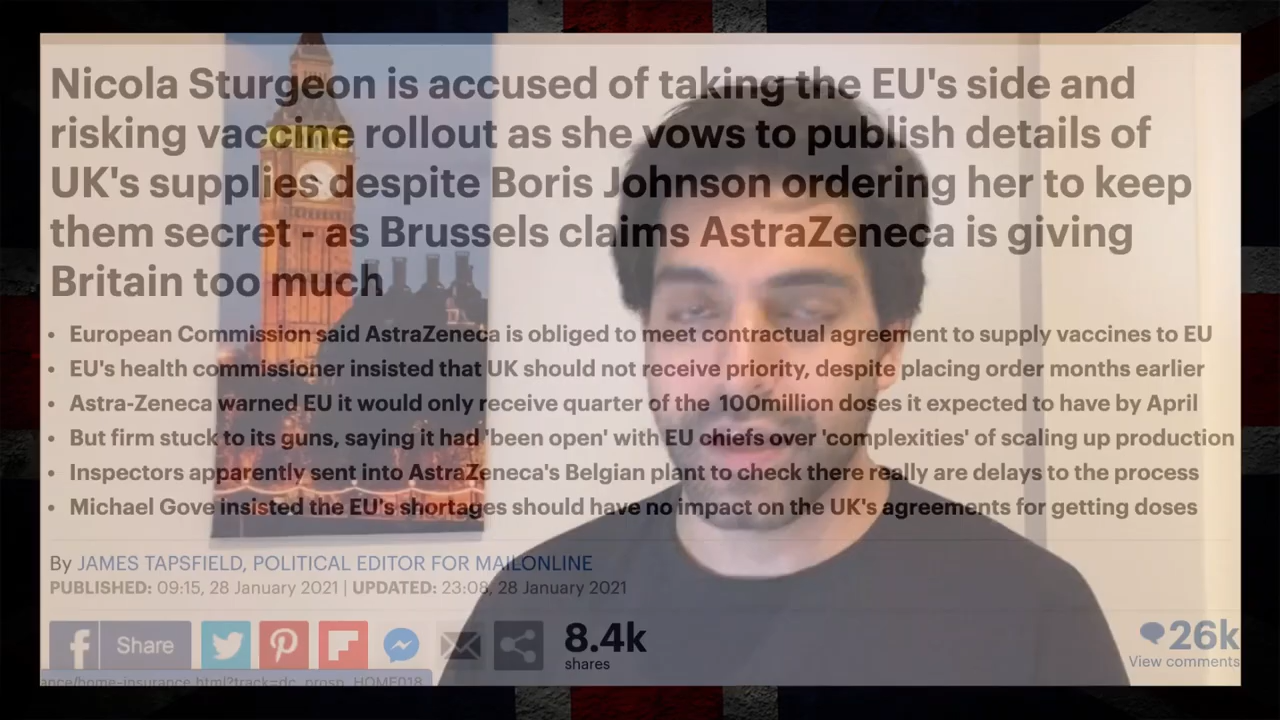 Nicola Sturgeon is accused of taking the EU's side and
risking vaccine rollout as she vows to publish details of
UK's supplies despite Boris Johnson ordering her to keep
them secret - as Brussels claims AstraZeneca is giving
Britain too much
• European Commission said AstraZeneca is obliged to meet contractual agreement to supply vaccines to EU
• EU's health commissioner insisted that UK should not receive priority, despite placing order months earlier
• Astra-Zeneca warned EU it would only receive quarter of the 100million doses it expected to have by April
• But firm stuck to its guns, saying it had 'been open' with EU chiefs over 'complexities' of scaling up production
• Inspectors apparently sent into AstraZeneca's Belgian plant to check there really are delays to the process
• Michael Gove insisted the EU's shortages should have no impact on the UK's agreements for getting doses
By JAMES TAPSFIELD, POLITICAL EDITOR FOR MAILONLINE
PUBLISHED: 09:15, 28 January 2021 | UPDATED: 23:08, 28 January 2021
Share
8.4k
shares
26k
View comments
ance/home-insurance.html?track=dc_prosp_HOME018